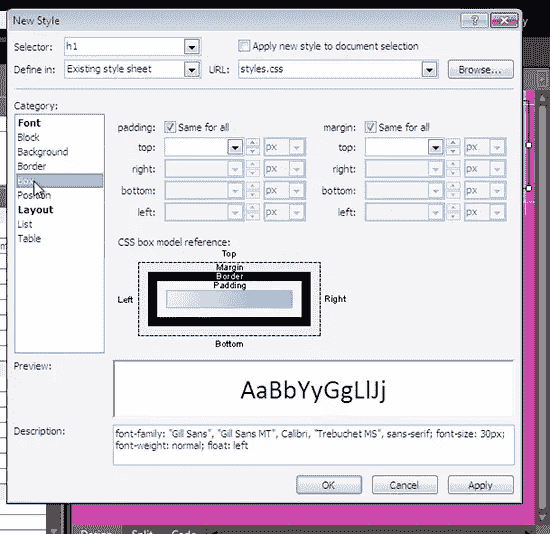 New Style
Selector: h1 Apply new style to document selection
Define in: Existing style sheet URL: styles.css Browse...
Category:
Font
Block
Background
Border
Position
Layout
List
Table
padding: Same for all margin: Same for all
top: px top: px
right: px right: px
bottom: px bottom: px
left: px left: px
CSS box model reference:
Top
Margin
Border
Padding
Left Right
Bottom
Preview:
AaBbYyGgLlJj
Description:
font-family: "Gill Sans", "Gill Sans MT", Calibri, "Trebuchet MS", sans-serif; font-size: 30px;
font-weight: normal; float: left
OK Cancel Apply
Design Split Code